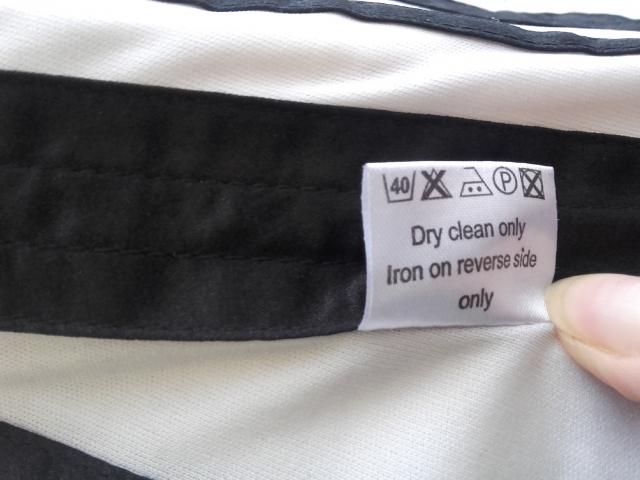 40 P
Dry clean only
Iron on reverse side
only